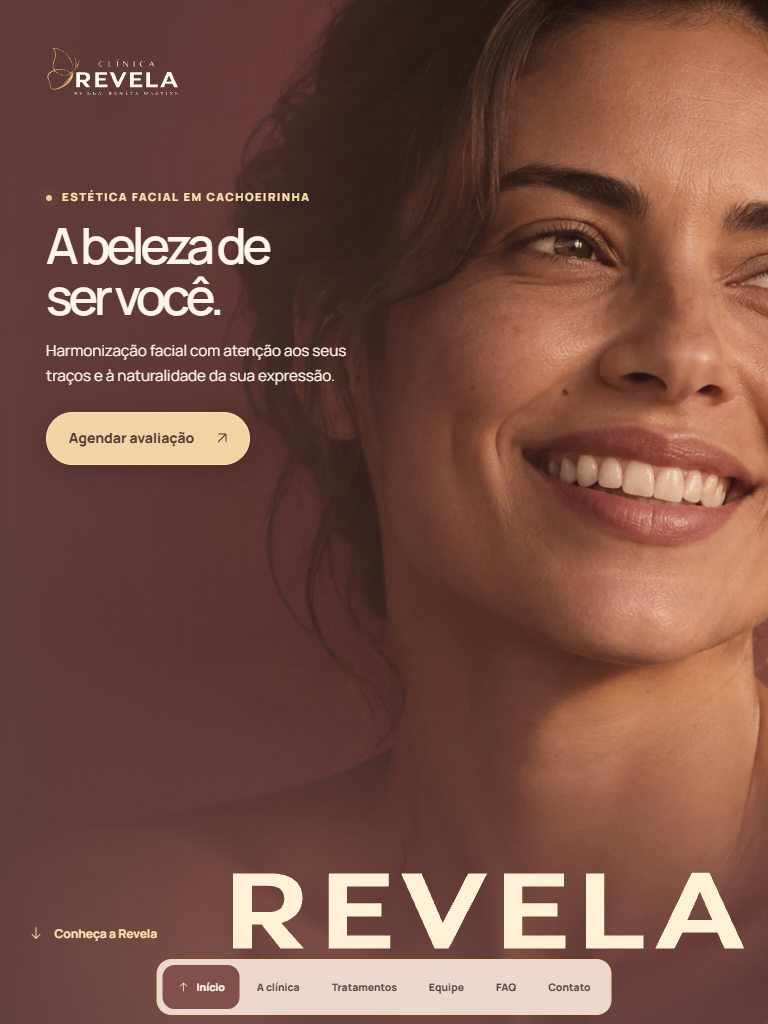 CLÍNICA
REVELA
ESTÉTICA FACIAL EM CACHOEIRINHA
A beleza de
ser você.
Harmonização facial com atenção aos seus
traços e à naturalidade da sua expressão.
Agendar avaliação
REVELA
Conheça a Revela
Início
A clínica
Tratamentos
Equipe
FAQ
Contato